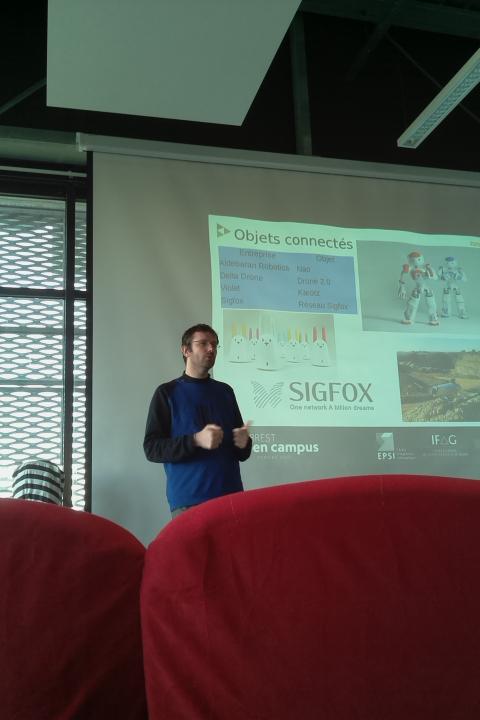 Objets connectés
Entreprise Objet
Aldebaran Robotics Nao
Delta Drone Drone 2.0
Violet Karotz
Sigfox Réseau Sigfox
SIGFOX
One network A billion dreams
en campus
EPSI
IFAG